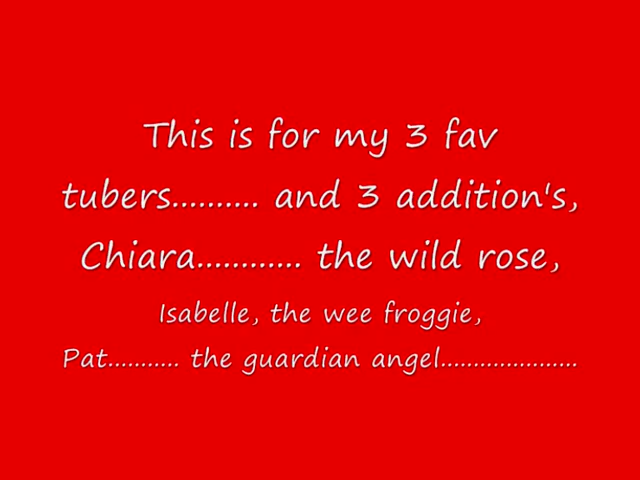 This is for my 3 fav
tubers.......... and 3 addition's,
Chiara............ the wild rose,
Isabelle, the wee froggie,
Pat........... the guardian angel.....................